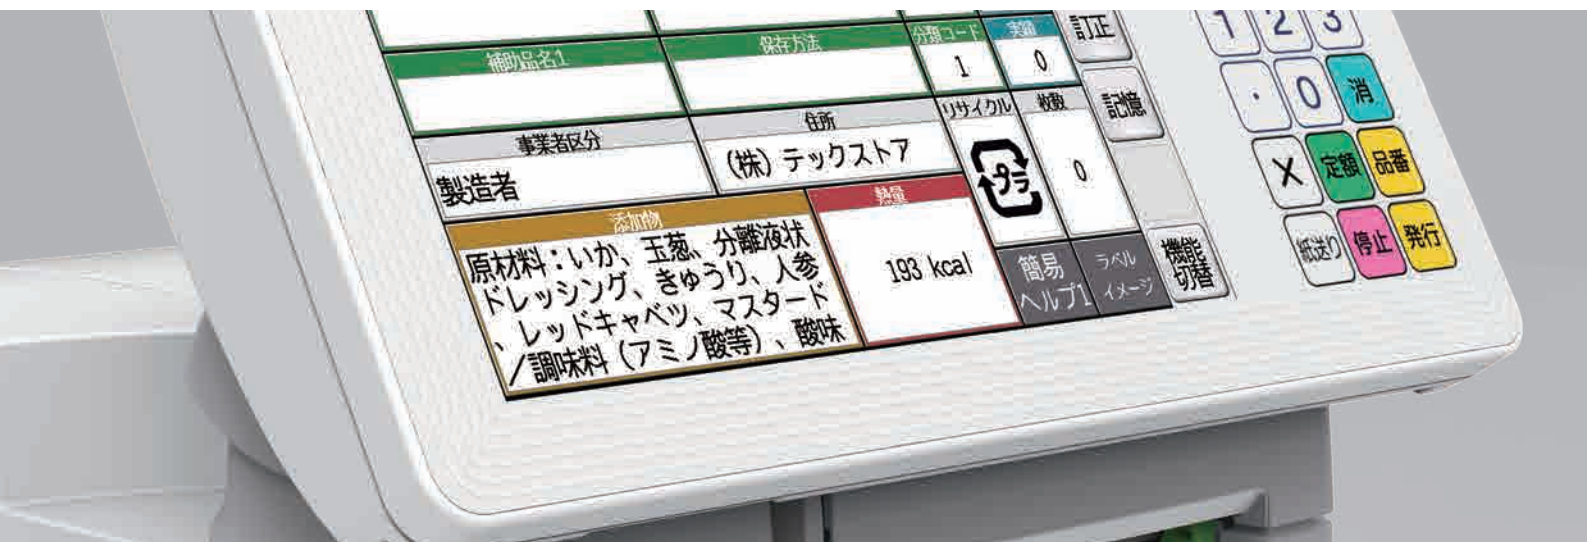 訂正
1 2 3
補助品名1
保存方法
分類コード
実績
1
0
記憶
・ 0 消
事業者区分
住所
リサイクル
枚数
製造者
(株) テックストア
プラ
0
× 定額 品番
添加物
熱量
原材料：いか、玉葱、分離液状
ドレッシング、きゅうり、人参
、レッドキャベツ、マスタード
／調味料（アミノ酸等）、酸味
193 kcal
簡易
ヘルプ1
ラベル
イメージ
機能
切替
紙送り 停止 発行